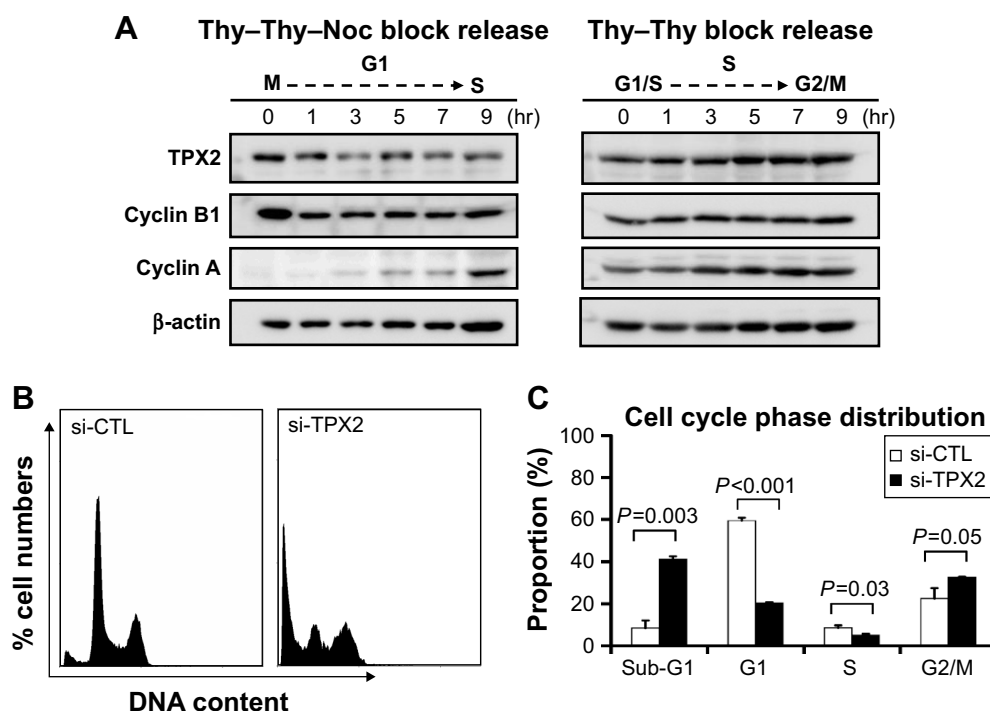 A
Thy–Thy–Noc block release
G1
M S
0 1 3 5 7 9 (hr)
Thy–Thy block release
S
G1/S G2/M
0 1 3 5 7 9 (hr)
TPX2
Cyclin B1
Cyclin A
β-actin
B
si-CTL
si-TPX2
% cell numbers
DNA content
C
Cell cycle phase distribution
Proportion (%)
100
80
60
40
20
0
si-CTL
si-TPX2
P=0.003
P<0.001
P=0.03
P=0.05
Sub-G1 G1 S G2/M